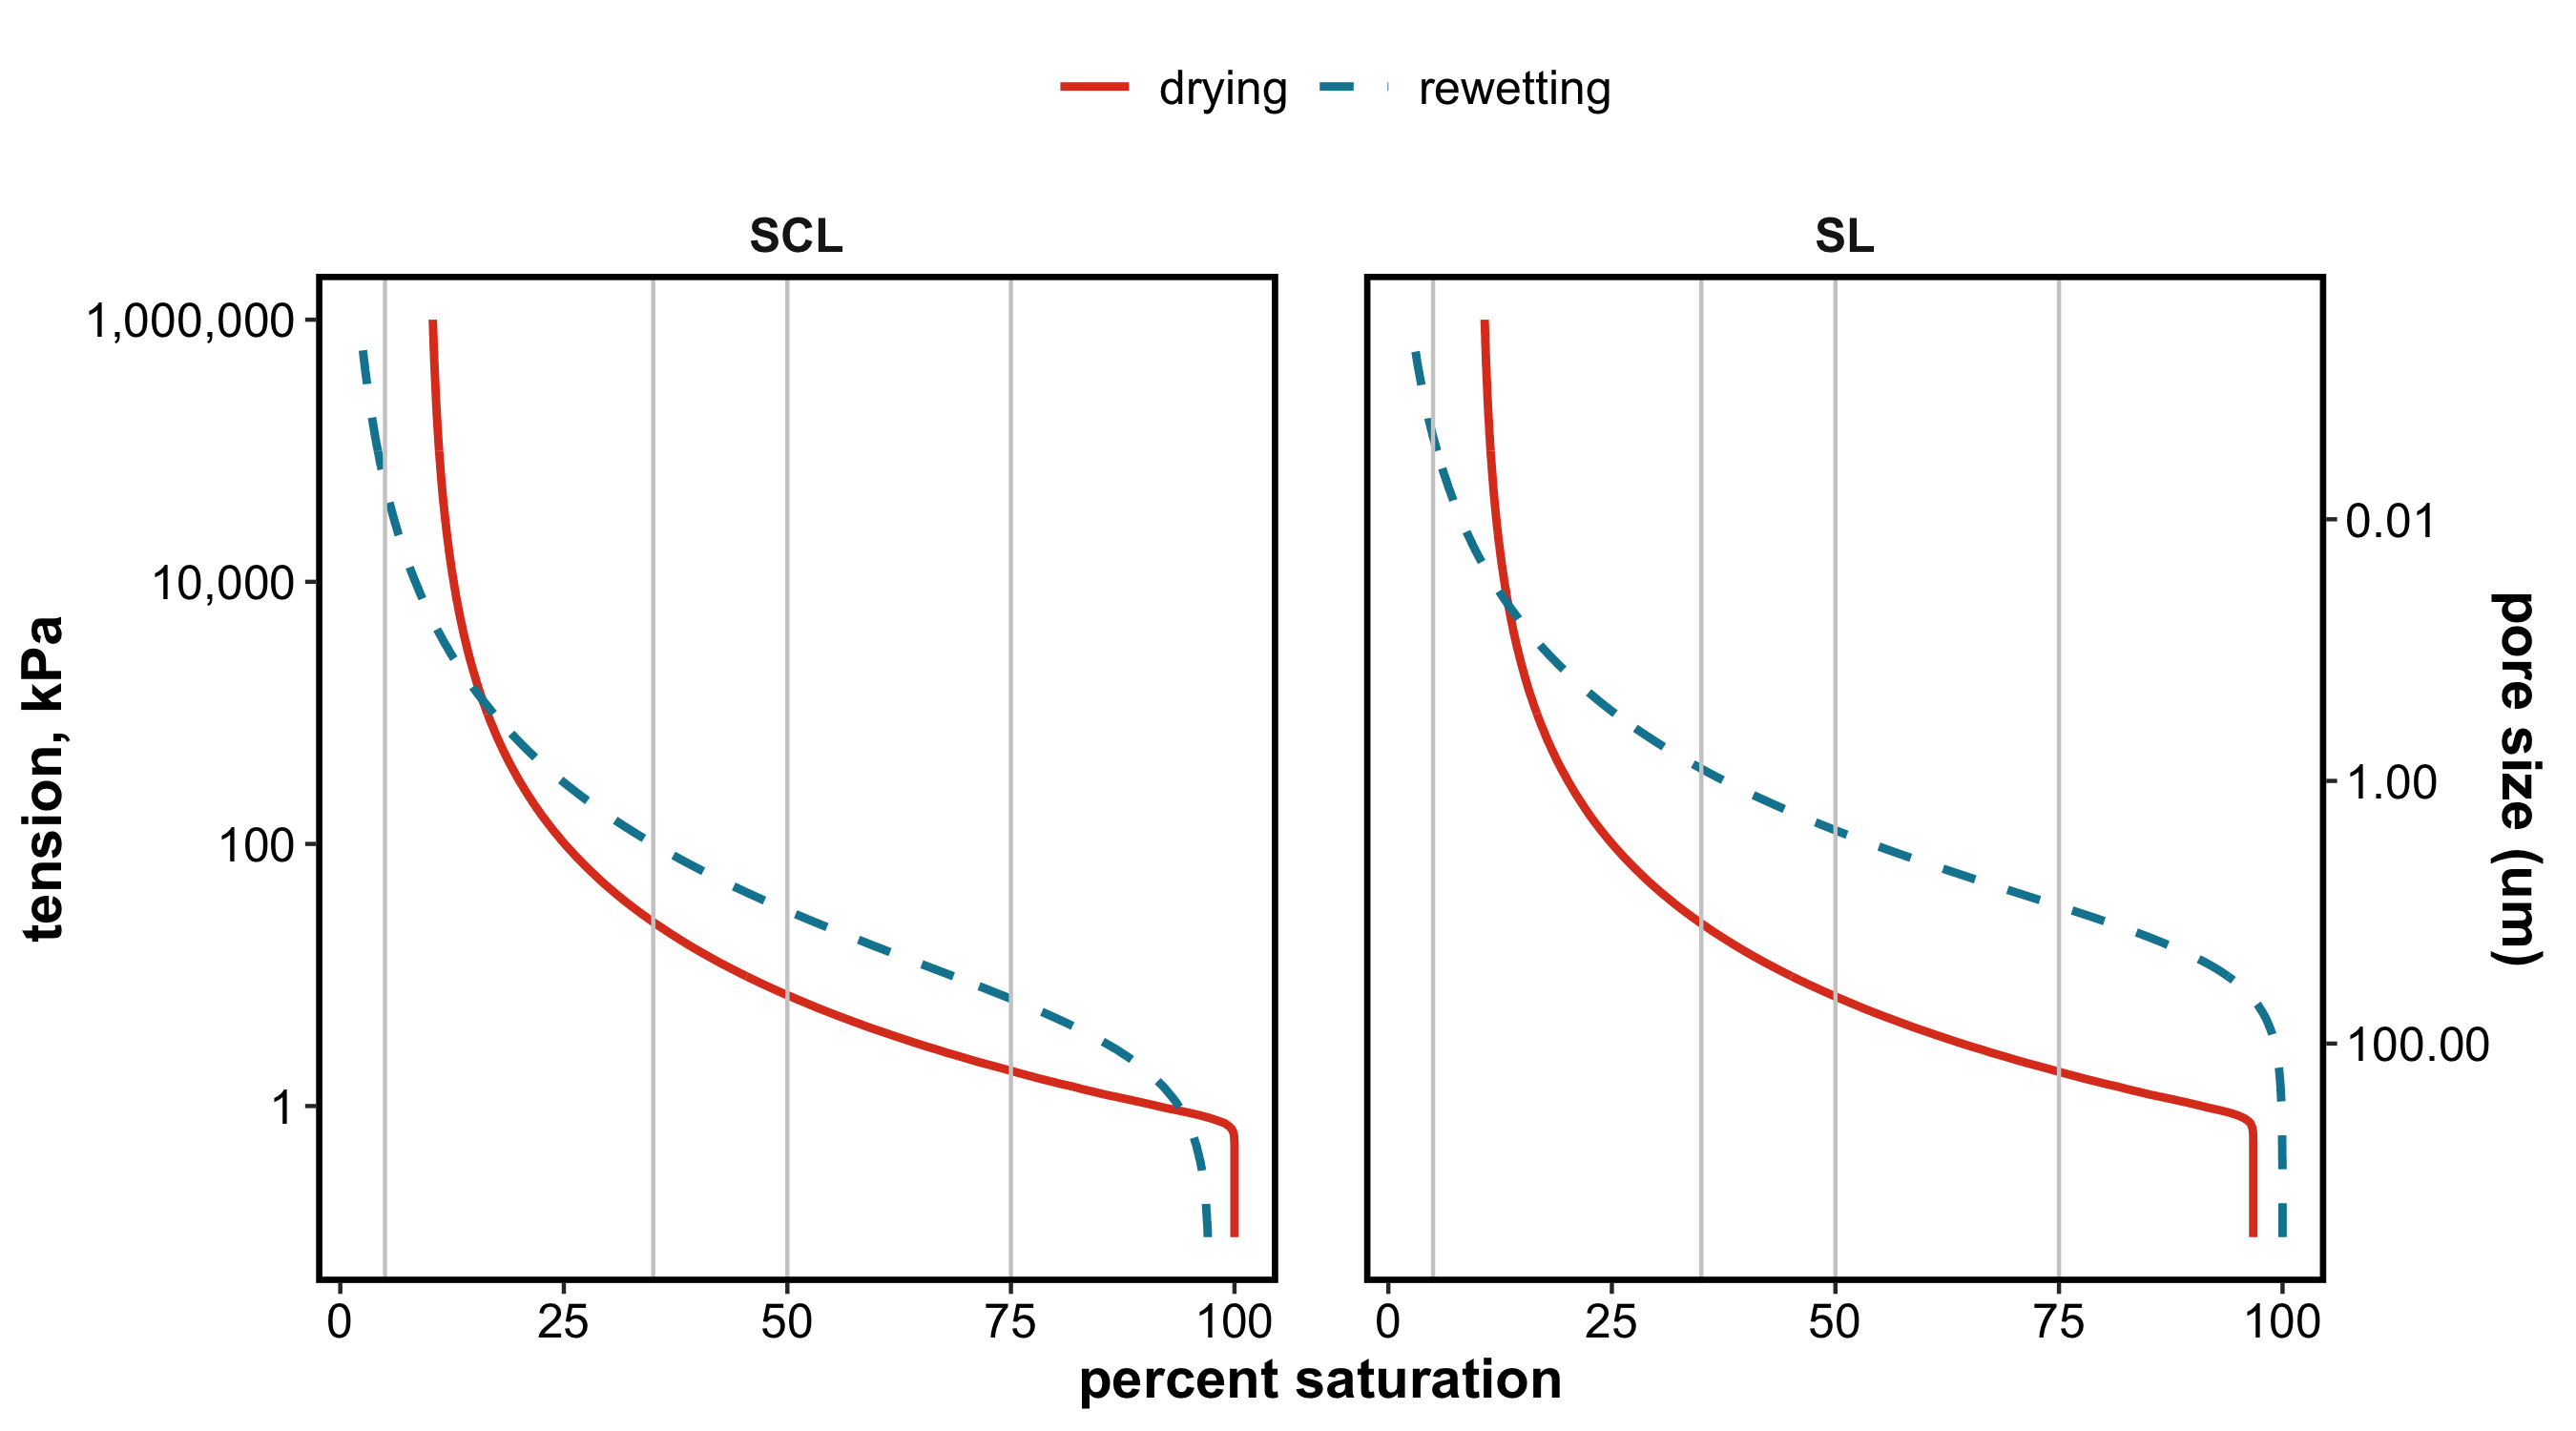 drying rewetting
SCL SL
1,000,000
10,000
100
1
tension, kPa
0.01
1.00
100.00
pore size (um)
0 25 50 75 100 0 25 50 75 100
percent saturation